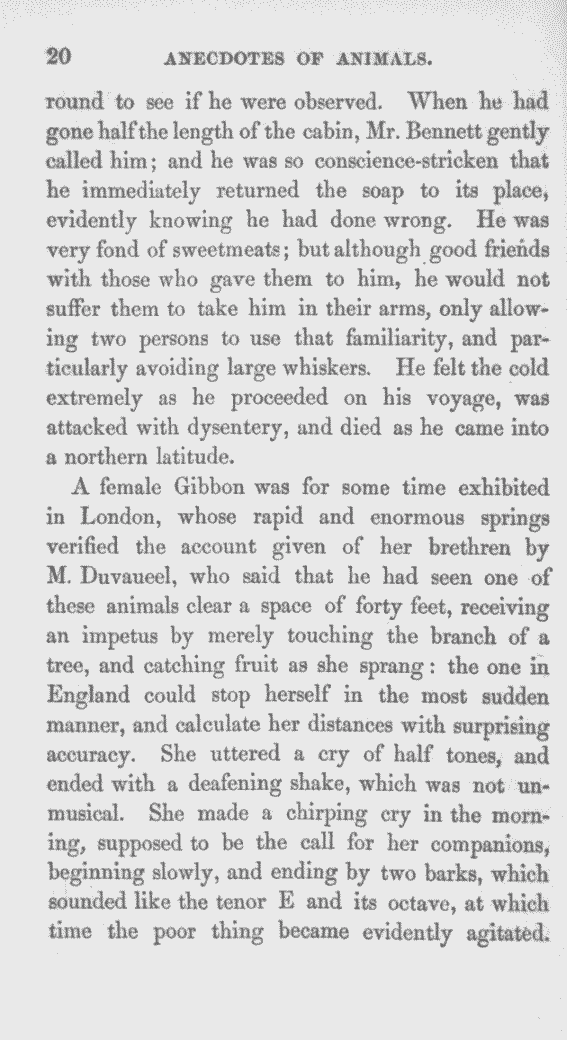 20 ANECDOTES OF ANIMALS.
round to see if he were observed. When he had
gone half the length of the cabin, Mr. Bennett gently
called him; and he was so conscience-stricken that
he immediately returned the soap to its place,
evidently knowing he had done wrong. He was
very fond of sweetmeats; but although good friends
with those who gave them to him, he would not
suffer them to take him in their arms, only allow-
ing two persons to use that familiarity, and par-
ticularly avoiding large whiskers. He felt the cold
extremely as he proceeded on his voyage, was
attacked with dysentery, and died as he came into
a northern latitude.
A female Gibbon was for some time exhibited
in London, whose rapid and enormous springs
verified the account given of her brethren by
M. Duvaueel, who said that he had seen one of
these animals clear a space of forty feet, receiving
an impetus by merely touching the branch of a
tree, and catching fruit as she sprang: the one in
England could stop herself in the most sudden
manner, and calculate her distances with surprising
accuracy. She uttered a cry of half tones, and
ended with a deafening shake, which was not un-
musical. She made a chirping cry in the morn-
ing, supposed to be the call for her companions,
beginning slowly, and ending by two barks, which
sounded like the tenor E and its octave, at which
time the poor thing became evidently agitated.